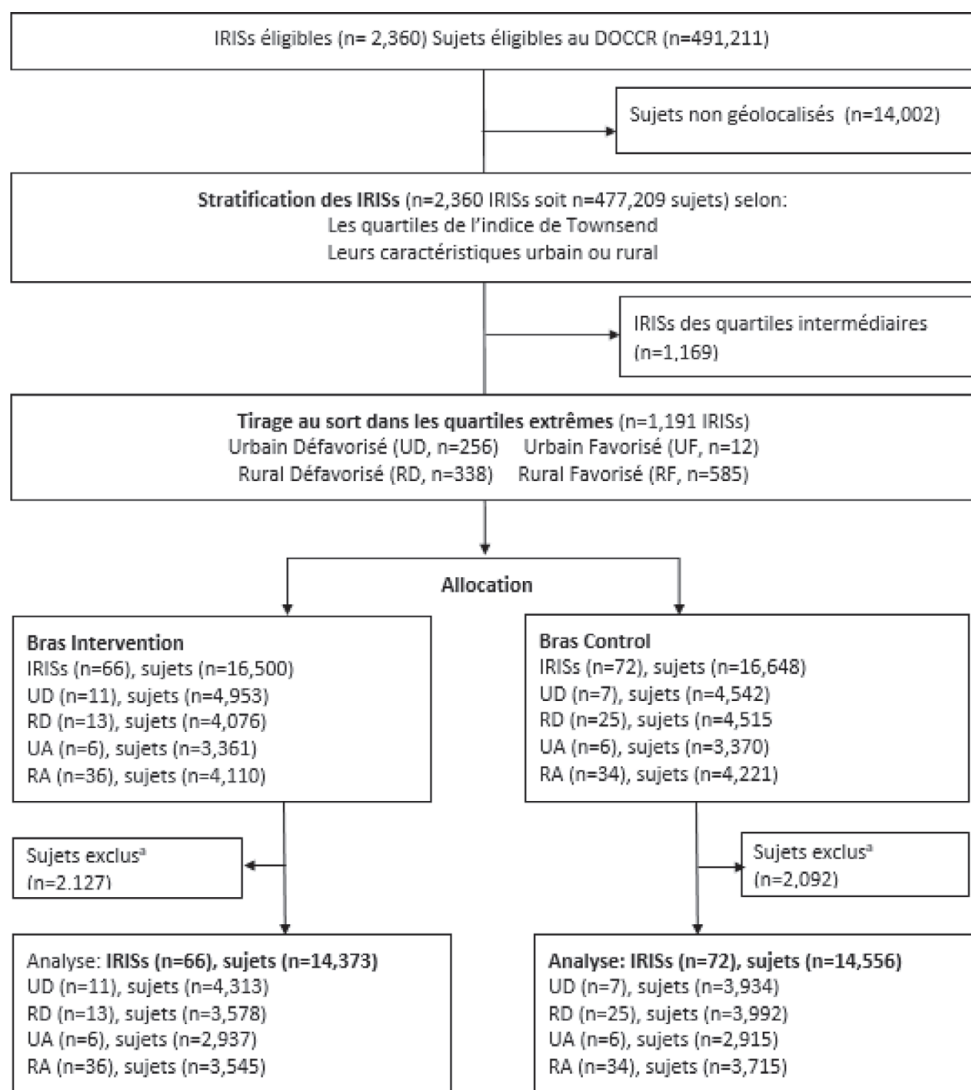 IRISs éligibles (n= 2,360) Sujets éligibles au DOCCR (n=491,211)
Sujets non géolocalisés (n=14,002)
Stratification des IRISs (n=2,360 IRISs soit n=477,209 sujets) selon:
Les quartiles de l'indice de Townsend
Leurs caractéristiques urbain ou rural
IRISs des quartiles intermédiaires
(n=1,169)
Tirage au sort dans les quartiles extrêmes (n=1,191 IRISs)
Urbain Défavorisé (UD, n=256) Urbain Favorisé (UF, n=12)
Rural Défavorisé (RD, n=338) Rural Favorisé (RF, n=585)
Allocation
Bras Intervention
IRISs (n=66), sujets (n=16,500)
UD (n=11), sujets (n=4,953)
RD (n=13), sujets (n=4,076)
UA (n=6), sujets (n=3,361)
RA (n=36), sujets (n=4,110)
Bras Control
IRISs (n=72), sujets (n=16,648)
UD (n=7), sujets (n=4,542)
RD (n=25), sujets (n=4,515
UA (n=6), sujets (n=3,370)
RA (n=34), sujets (n=4,221)
Sujets exclusᵃ
(n=2.127)
Sujets exclusᵃ
(n=2,092)
Analyse: IRISs (n=66), sujets (n=14,373)
UD (n=11), sujets (n=4,313)
RD (n=13), sujets (n=3,578)
UA (n=6), sujets (n=2,937)
RA (n=36), sujets (n=3,545)
Analyse: IRISs (n=72), sujets (n=14,556)
UD (n=7), sujets (n=3,934)
RD (n=25), sujets (n=3,992)
UA (n=6), sujets (n=2,915)
RA (n=34), sujets (n=3,715)